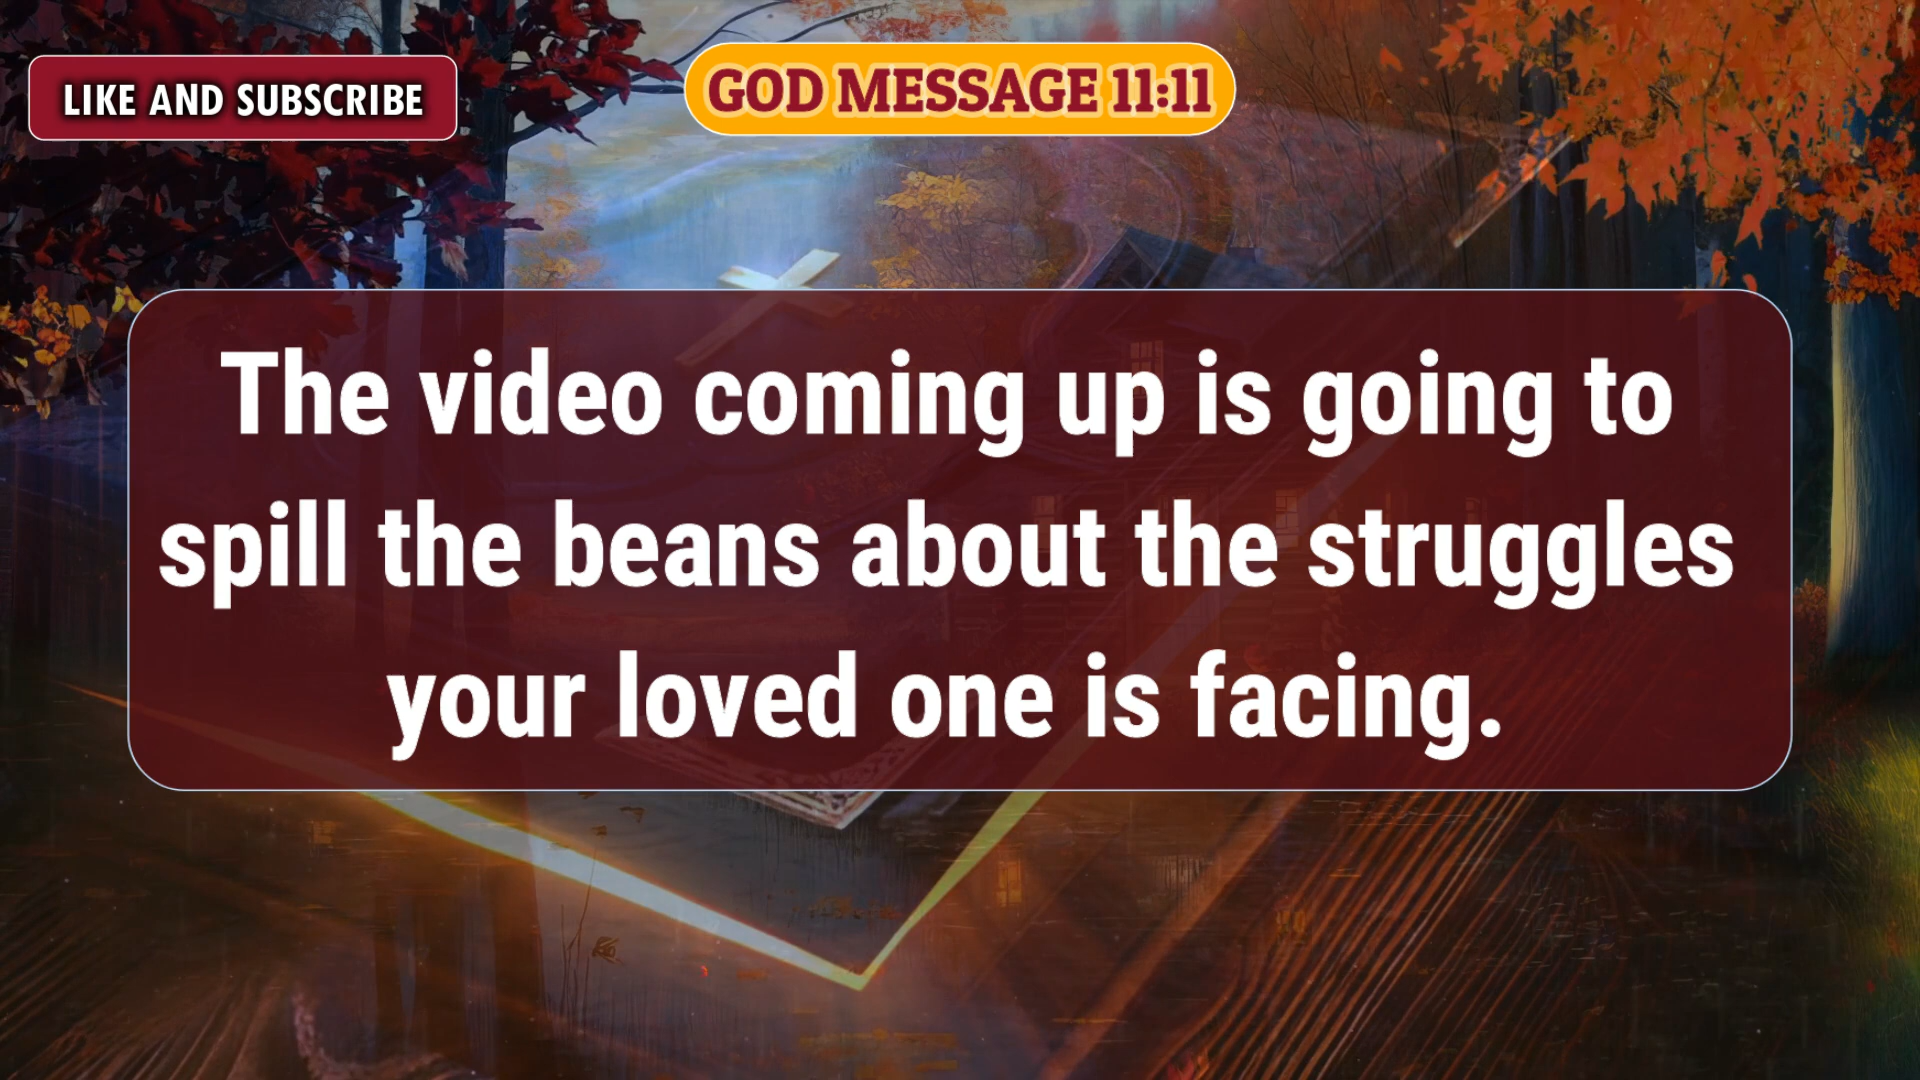 LIKE AND SUBSCRIBE
GOD MESSAGE 11:11
The video coming up is going to
spill the beans about the struggles
your loved one is facing.